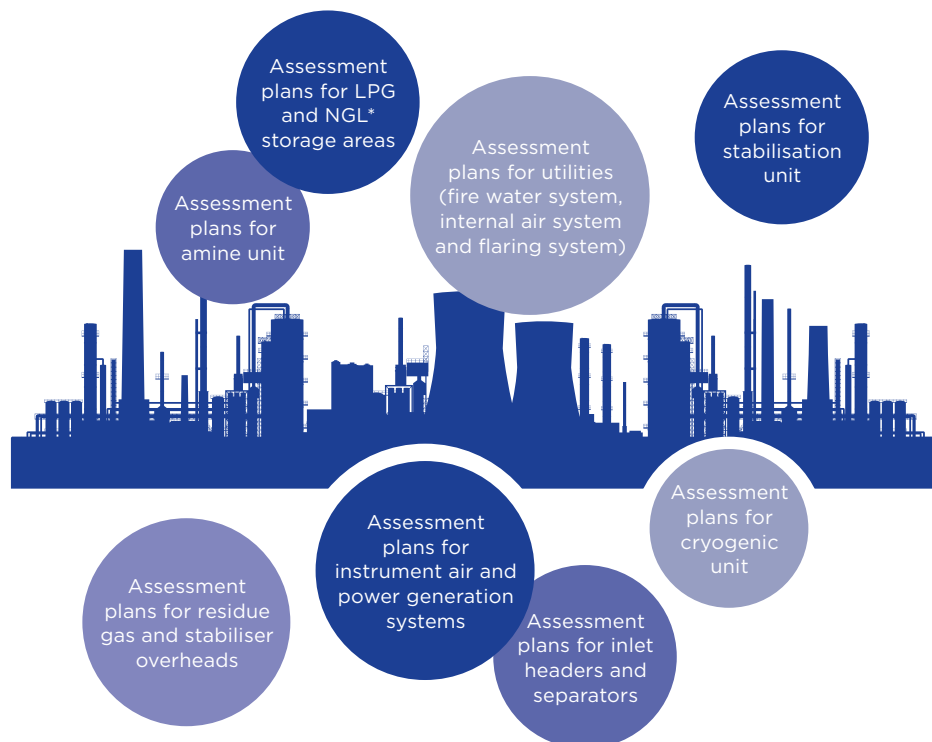 Assessment
plans for LPG
and NGL*
storage areas
Assessment
plans for utilities
(fire water system,
internal air system
and flaring system)
Assessment
plans for
stabilisation
unit
Assessment
plans for
amine unit
Assessment
plans for residue
gas and stabiliser
overheads
Assessment
plans for
instrument air and
power generation
systems
Assessment
plans for inlet
headers and
separators
Assessment
plans for
cryogenic
unit